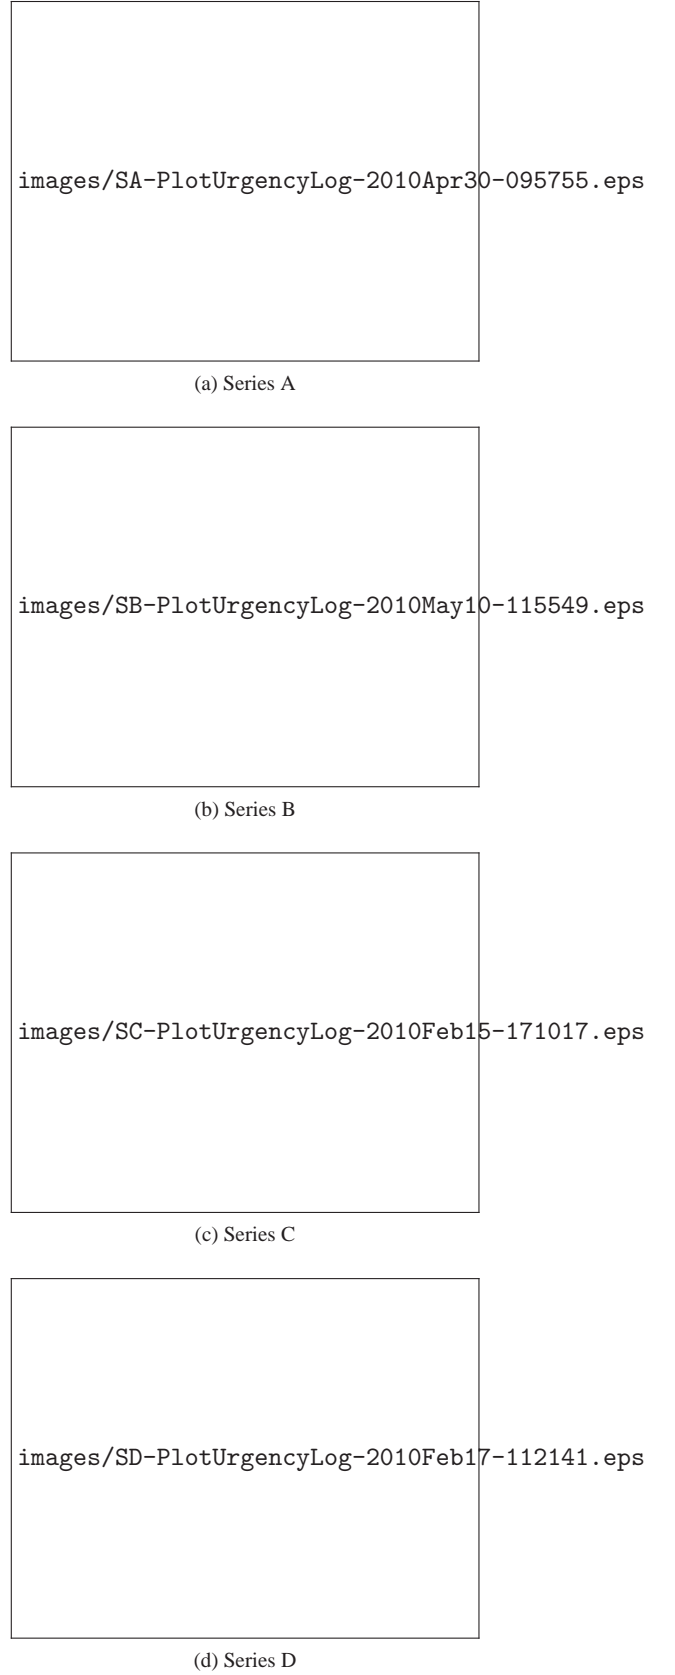 images/SA-PlotUrgencyLog-2010Apr30-095755.eps
(a) Series A
images/SB-PlotUrgencyLog-2010May10-115549.eps
(b) Series B
images/SC-PlotUrgencyLog-2010Feb15-171017.eps
(c) Series C
images/SD-PlotUrgencyLog-2010Feb17-112141.eps
(d) Series D